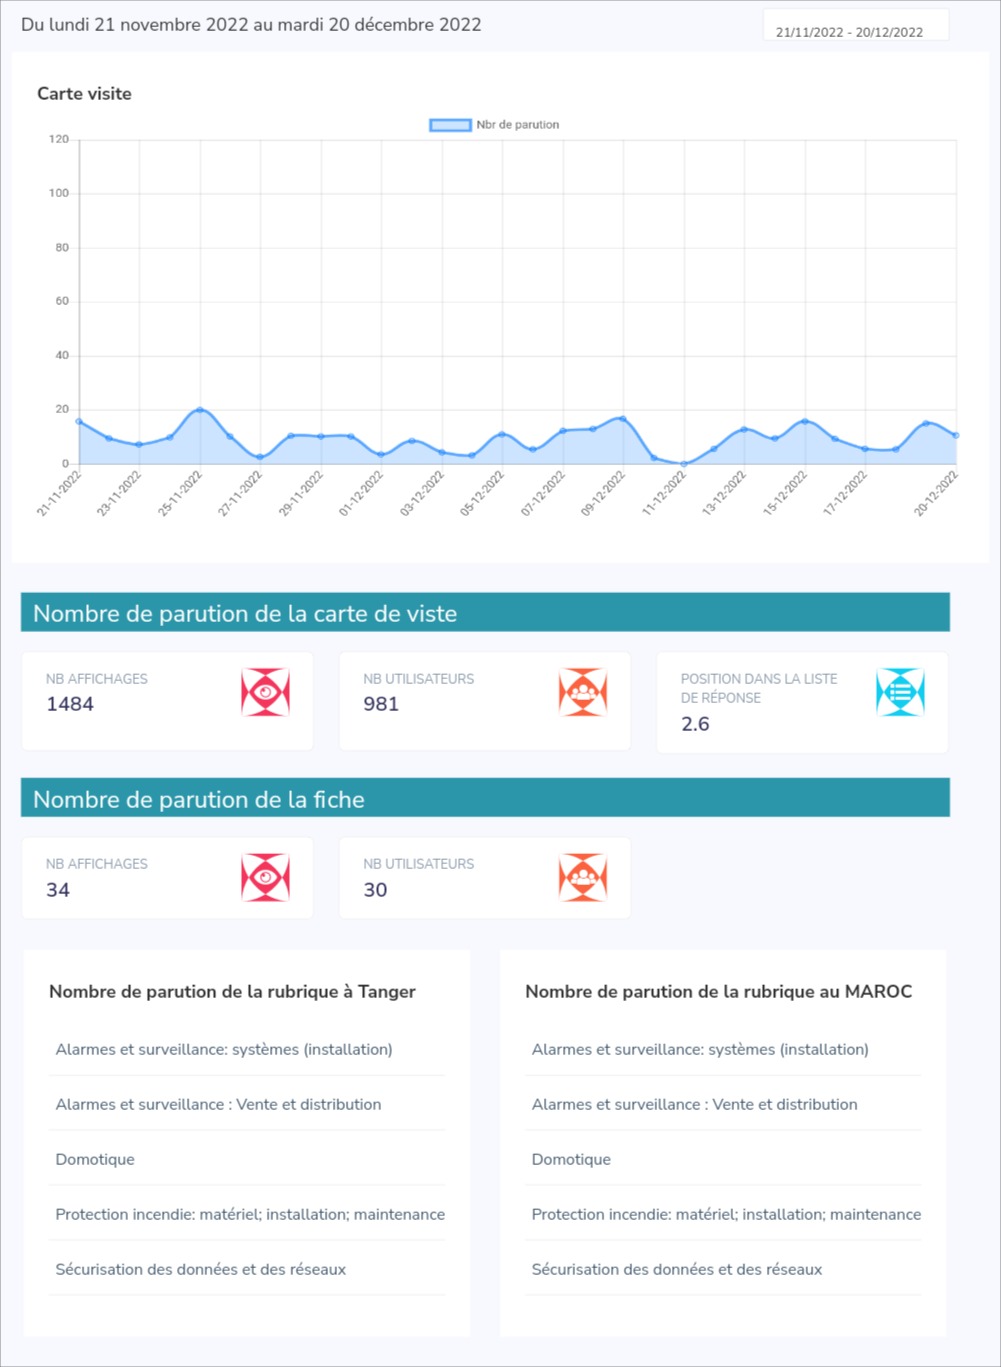 Du lundi 21 novembre 2022 au mardi 20 décembre 2022
21/11/2022 - 20/12/2022
Carte visite
Nbr de parution
120
100
80
60
40
20
0
21-11-2022
23-11-2022
25-11-2022
27-11-2022
29-11-2022
01-12-2022
03-12-2022
05-12-2022
07-12-2022
09-12-2022
11-12-2022
13-12-2022
15-12-2022
17-12-2022
20-12-2022
Nombre de parution de la carte de viste
NB AFFICHAGES
1484
NB UTILISATEURS
981
POSITION DANS LA LISTE
DE RÉPONSE
2.6
Nombre de parution de la fiche
NB AFFICHAGES
34
NB UTILISATEURS
30
Nombre de parution de la rubrique à Tanger
Alarmes et surveillance: systèmes (installation)
Alarmes et surveillance : Vente et distribution
Domotique
Protection incendie: matériel; installation; maintenance
Sécurisation des données et des réseaux
Nombre de parution de la rubrique au MAROC
Alarmes et surveillance: systèmes (installation)
Alarmes et surveillance : Vente et distribution
Domotique
Protection incendie: matériel; installation; maintenance
Sécurisation des données et des réseaux